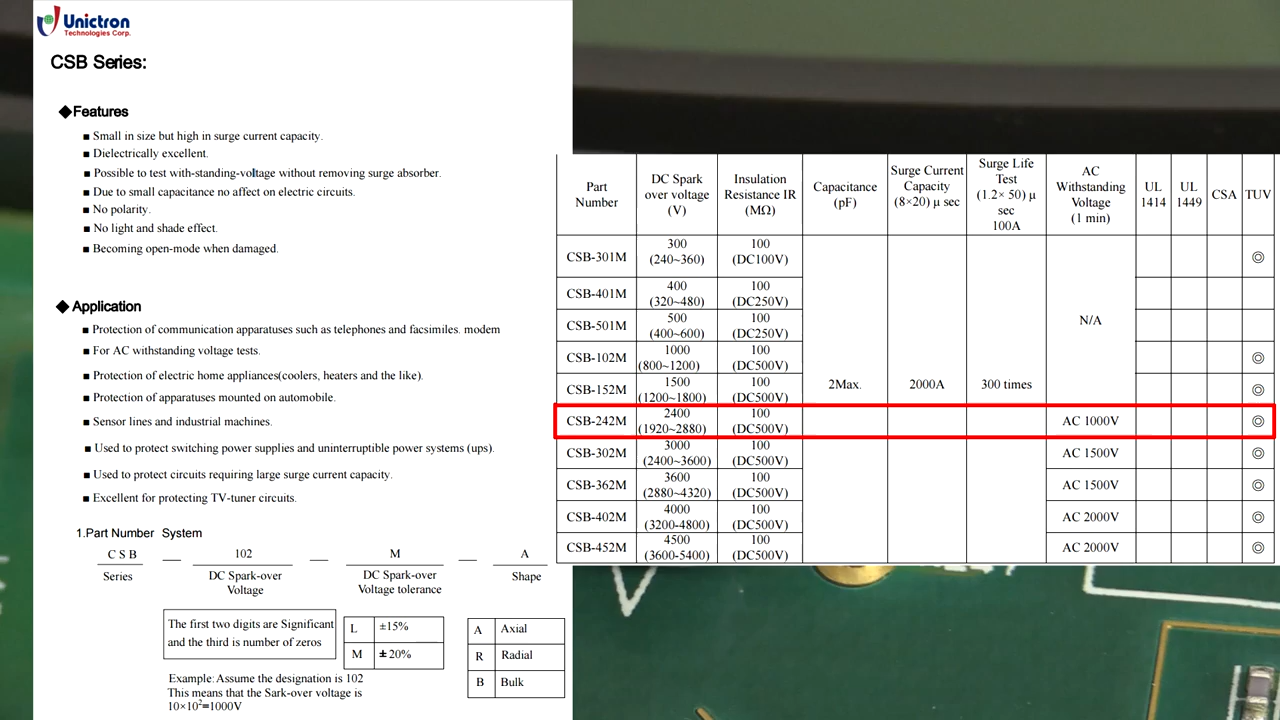 Unictron
Technologies Corp.
CSB Series:
◆Features
■ Small in size but high in surge current capacity.
■ Dielectrically excellent.
■ Possible to test with-standing-voltage without removing surge absorber.
■ Due to small capacitance no affect on electric circuits.
■ No polarity.
■ No light and shade effect.
■ Becoming open-mode when damaged.
◆ Application
■ Protection of communication apparatuses such as telephones and facsimiles. modem
■ For AC withstanding voltage tests.
■ Protection of electric home appliances(coolers, heaters and the like).
■ Protection of apparatuses mounted on automobile.
■ Sensor lines and industrial machines.
■ Used to protect switching power supplies and uninterruptible power systems (ups).
■ Used to protect circuits requiring large surge current capacity.
■ Excellent for protecting TV-tuner circuits.
1.Part Number System
C S B — 102 — M — A
Series
DC Spark-over
Voltage
DC Spark-over
Voltage tolerance
Shape
The first two digits are Significant
and the third is number of zeros
L ±15%
M ±20%
A Axial
R Radial
B Bulk
Example: Assume the designation is 102
This means that the Sark-over voltage is
10×10²=1000V
Part
Number
DC Spark
over voltage
(V)
Insulation
Resistance IR
(MΩ)
Capacitance
(pF)
Surge Current
Capacity
(8×20) μ sec
Surge Life
Test
(1.2× 50) μ
sec
100A
AC
Withstanding
Voltage
(1 min)
UL
1414
UL
1449
CSA
TUV
CSB-301M 300 (240~360) 100 (DC100V) ◎
CSB-401M 400 (320~480) 100 (DC250V)
CSB-501M 500 (400~600) 100 (DC250V)
N/A
CSB-102M 1000 (800~1200) 100 (DC500V) ◎
CSB-152M 1500 (1200~1800) 100 (DC500V) ◎
2Max. 2000A 300 times
CSB-242M 2400 (1920~2880) 100 (DC500V) AC 1000V ◎
CSB-302M 3000 (2400~3600) 100 (DC500V) AC 1500V ◎
CSB-362M 3600 (2880~4320) 100 (DC500V) AC 1500V ◎
CSB-402M 4000 (3200-4800) 100 (DC500V) AC 2000V ◎
CSB-452M 4500 (3600-5400) 100 (DC500V) AC 2000V ◎